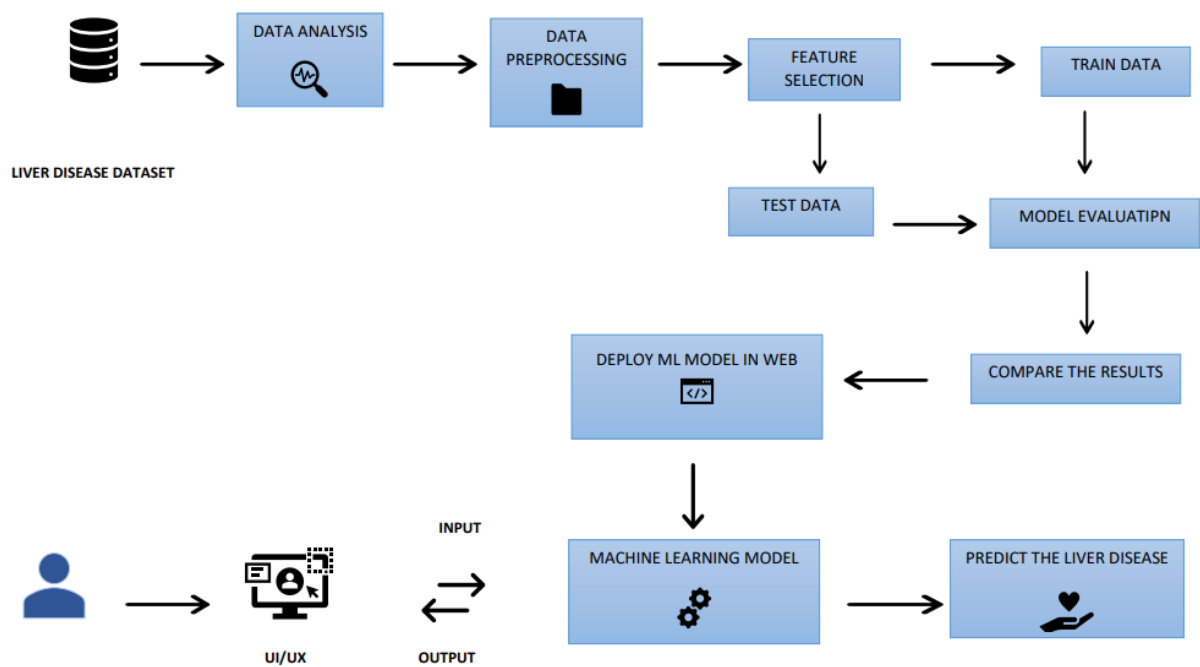 DATA ANALYSIS
DATA
PREPROCESSING
FEATURE
SELECTION
TRAIN DATA
LIVER DISEASE DATASET
TEST DATA
MODEL EVALUATIPN
DEPLOY ML MODEL IN WEB
</>
COMPARE THE RESULTS
INPUT
MACHINE LEARNING MODEL
PREDICT THE LIVER DISEASE
UI/UX
OUTPUT